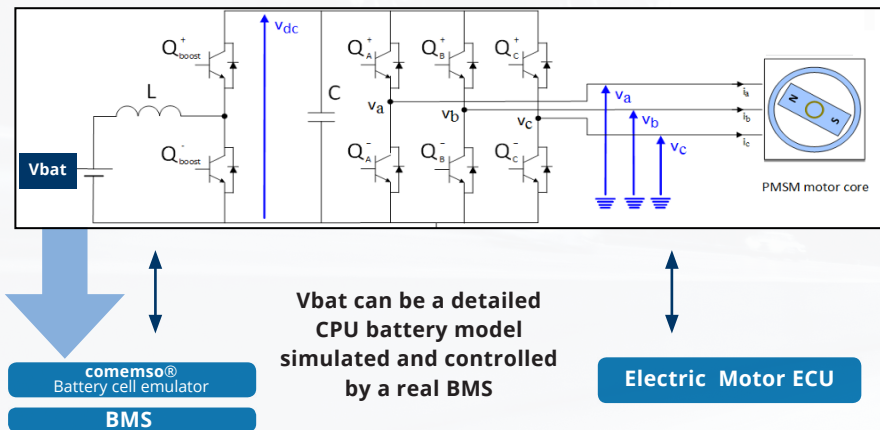 Q+boost
vdc
Q+A
Q+B
Q+C
L
C
va
vb
vc
ia
ib
ic
va
vb
vc
N
S
Vbat
Q-boost
Q-A
Q-B
Q-C
PMSM motor core
Vbat can be a detailed
CPU battery model
simulated and controlled
by a real BMS
comemso®
Battery cell emulator
BMS
Electric Motor ECU